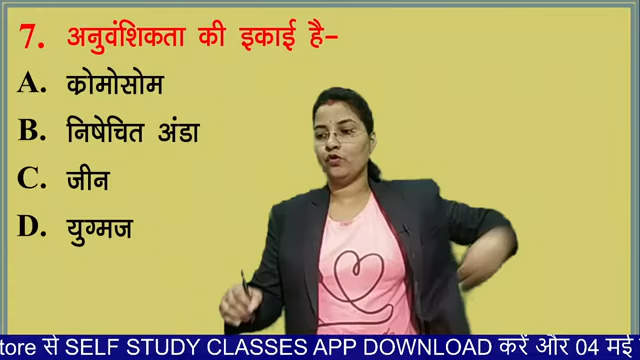 7. अनुवंशिकता की इकाई है-
A. क्रोमोसोम
B. निषेचित अंडा
C. जीन
D. युग्मज
tore से SELF STUDY CLASSES APP DOWNLOAD करें और 04 मई